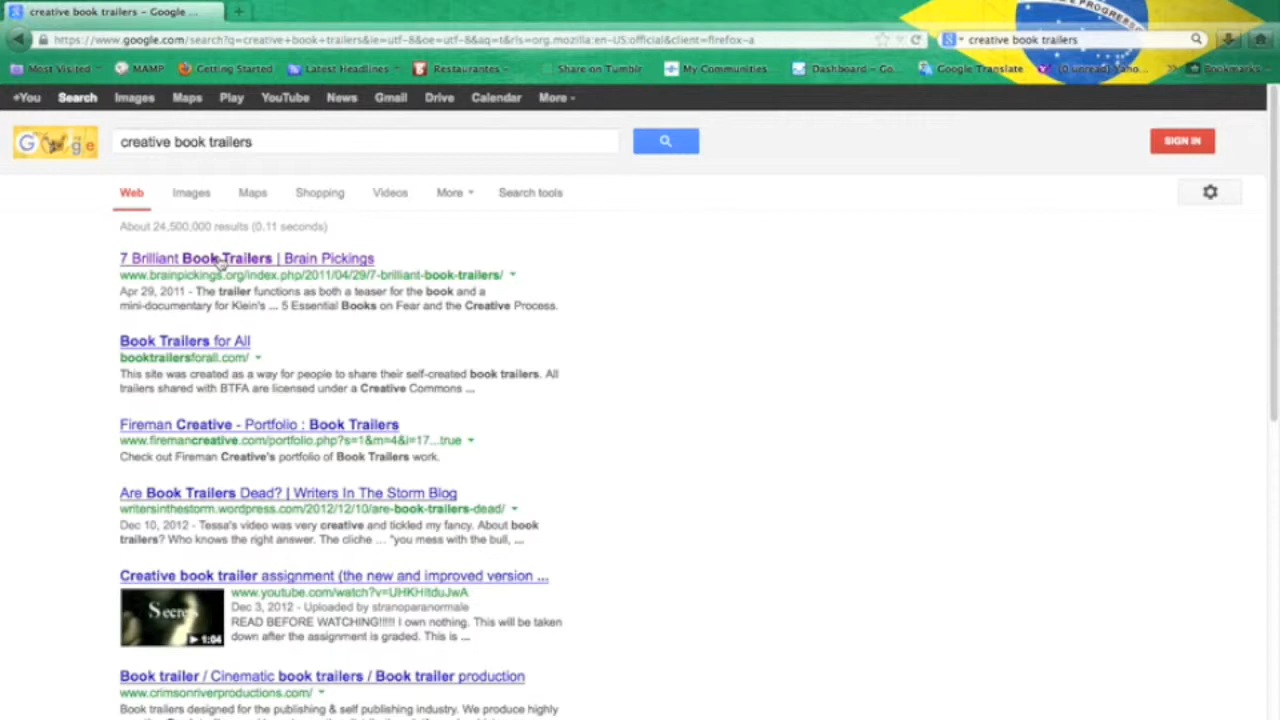 creative book trailers - Google ...
PROGRESSO
https://www.google.com/search?q=creative+book+trailers&ie=utf-8&oe=utf-8&aq=t&rls=org.mozilla:en-US:official&client=firefox-a
creative book trailers
Most Visited MAMP Getting Started Latest Headlines Restaurantes Share on Tumblr My Communities Dashboard - Go... Google Translate (0 unread) Yaho... Bookmarks
+You Search Images Maps Play YouTube News Gmail Drive Calendar More
G g e creative book trailers SIGN IN
Web Images Maps Shopping Videos More Search tools
About 24,500,000 results (0.11 seconds)
7 Brilliant Book Trailers | Brain Pickings
www.brainpickings.org/index.php/2011/04/29/7-brilliant-book-trailers/
Apr 29, 2011 - The trailer functions as both a teaser for the book and a
mini-documentary for Klein's ... 5 Essential Books on Fear and the Creative Process.
Book Trailers for All
booktrailersforall.com/
This site was created as a way for people to share their self-created book trailers. All
trailers shared with BTFA are licensed under a Creative Commons ...
Fireman Creative - Portfolio : Book Trailers
www.firemancreative.com/portfolio.php?s=1&m=4&i=17...true
Check out Fireman Creative's portfolio of Book Trailers work.
Are Book Trailers Dead? | Writers In The Storm Blog
writersinthestorm.wordpress.com/2012/12/10/are-book-trailers-dead/
Dec 10, 2012 - Tessa's video was very creative and tickled my fancy. About book
trailers? Who knows the right answer. The cliche ... "you mess with the bull, ...
Creative book trailer assignment (the new and improved version ...
www.youtube.com/watch?v=UHKHitduJwA
Dec 3, 2012 - Uploaded by stranoparanormale
READ BEFORE WATCHING!!!!! I own nothing. This will be taken
down after the assignment is graded. This is ...
1:04
Book trailer / Cinematic book trailers / Book trailer production
www.crimsonriverproductions.com/
Book trailers designed for the publishing & self publishing industry. We produce highly